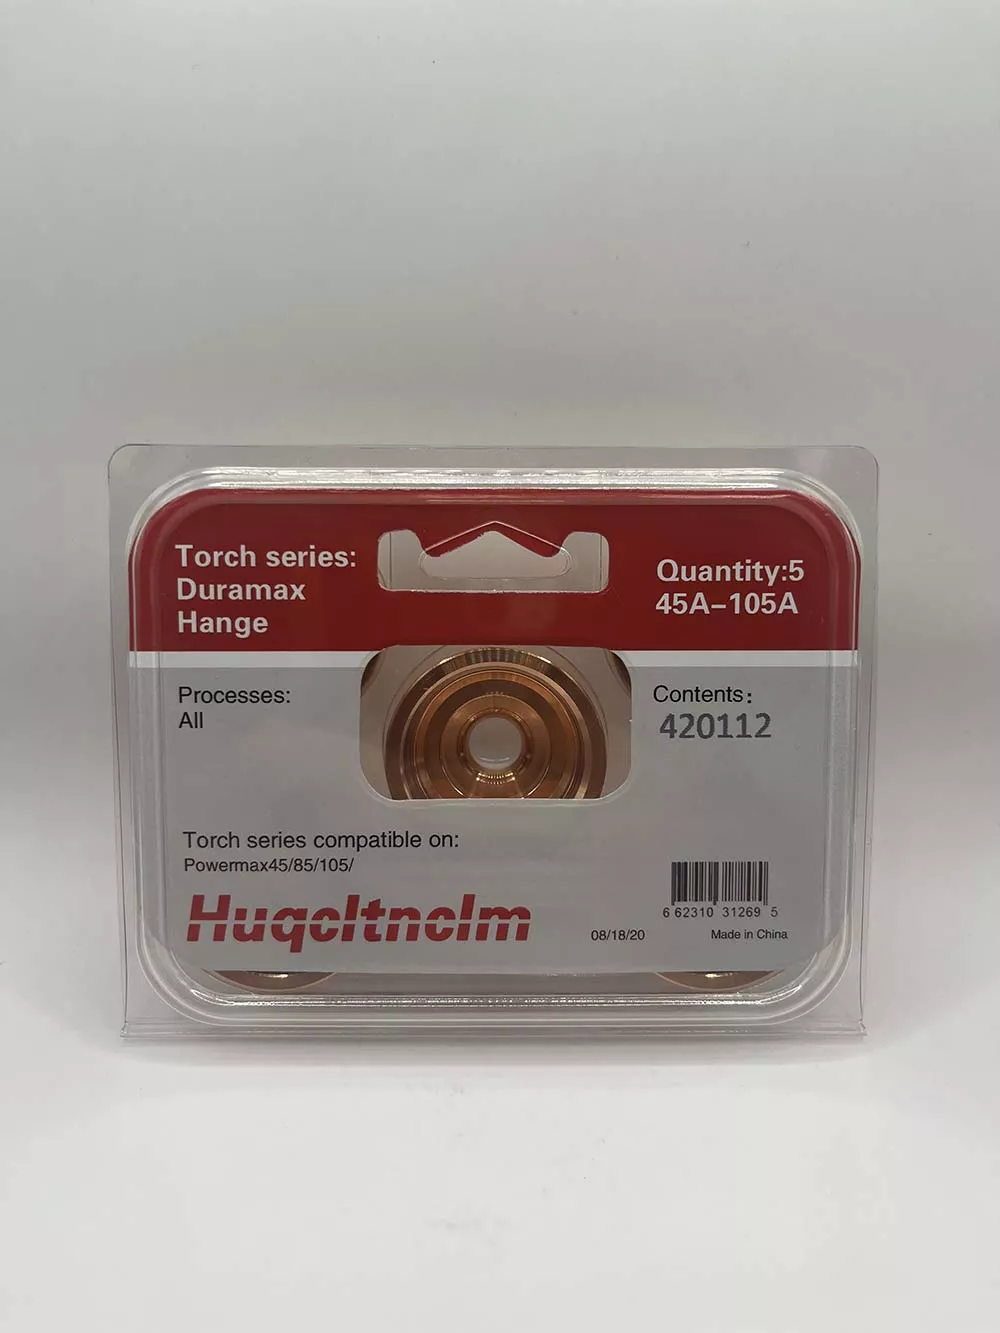 Torch series:
Duramax
Hange
Quantity:5
45A-105A
Processes:
All
Contents:
420112
Torch series compatible on:
Powermax45/85/105/
Huqeltnelm
6 62310 31269 5
08/18/20
Made in China